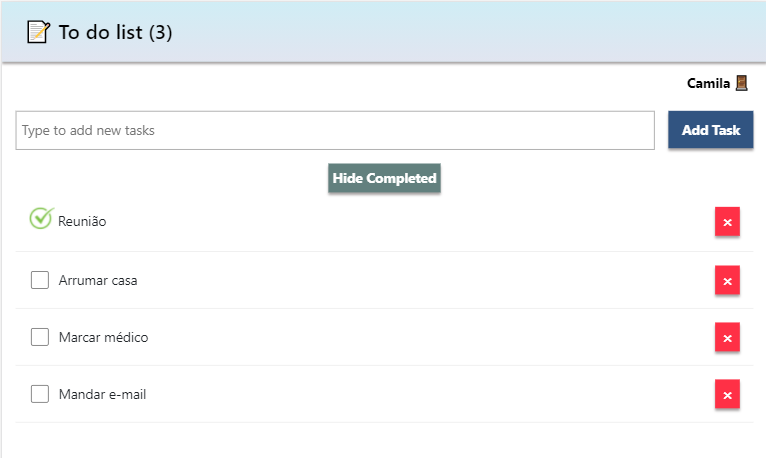 To do list (3)
Camila
Type to add new tasks
Add Task
Hide Completed
Reunião
×
Arrumar casa
×
Marcar médico
×
Mandar e-mail
×